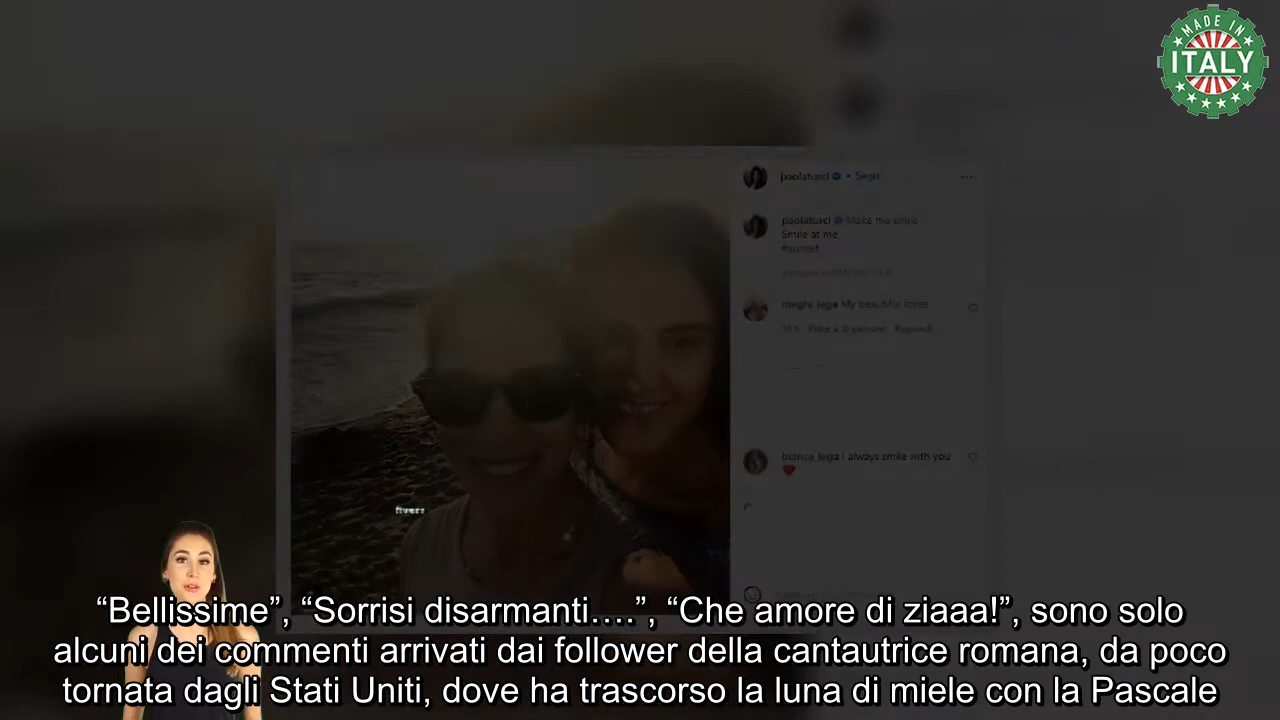 MADE IN
ITALY
paolaturci • Segui
paolaturci Make me smile
Smile at me
#sunset
meghi_lega My beautiful loves
bianca_lega I always smile with you
❤
fiverr
“Bellissime”, “Sorrisi disarmanti….”, “Che amore di ziaaa!”, sono solo
alcuni dei commenti arrivati dai follower della cantautrice romana, da poco
tornata dagli Stati Uniti, dove ha trascorso la luna di miele con la Pascale